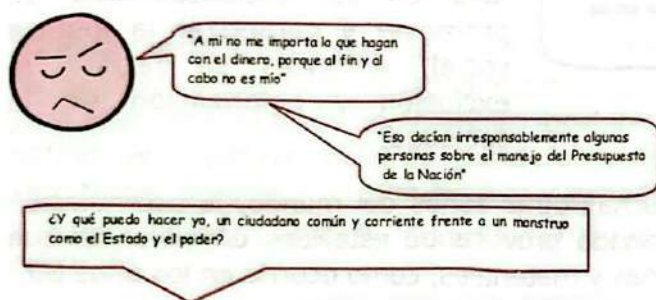 "A mi no me importa lo que hagan
con el dinero, porque al fin y al
cabo no es mío"
"Eso decían irresponsablemente algunas
personas sobre el manejo del Presupuesto
de la Nación"
¿Y qué puedo hacer yo, un ciudadano común y corriente frente a un monstruo
como el Estado y el poder?